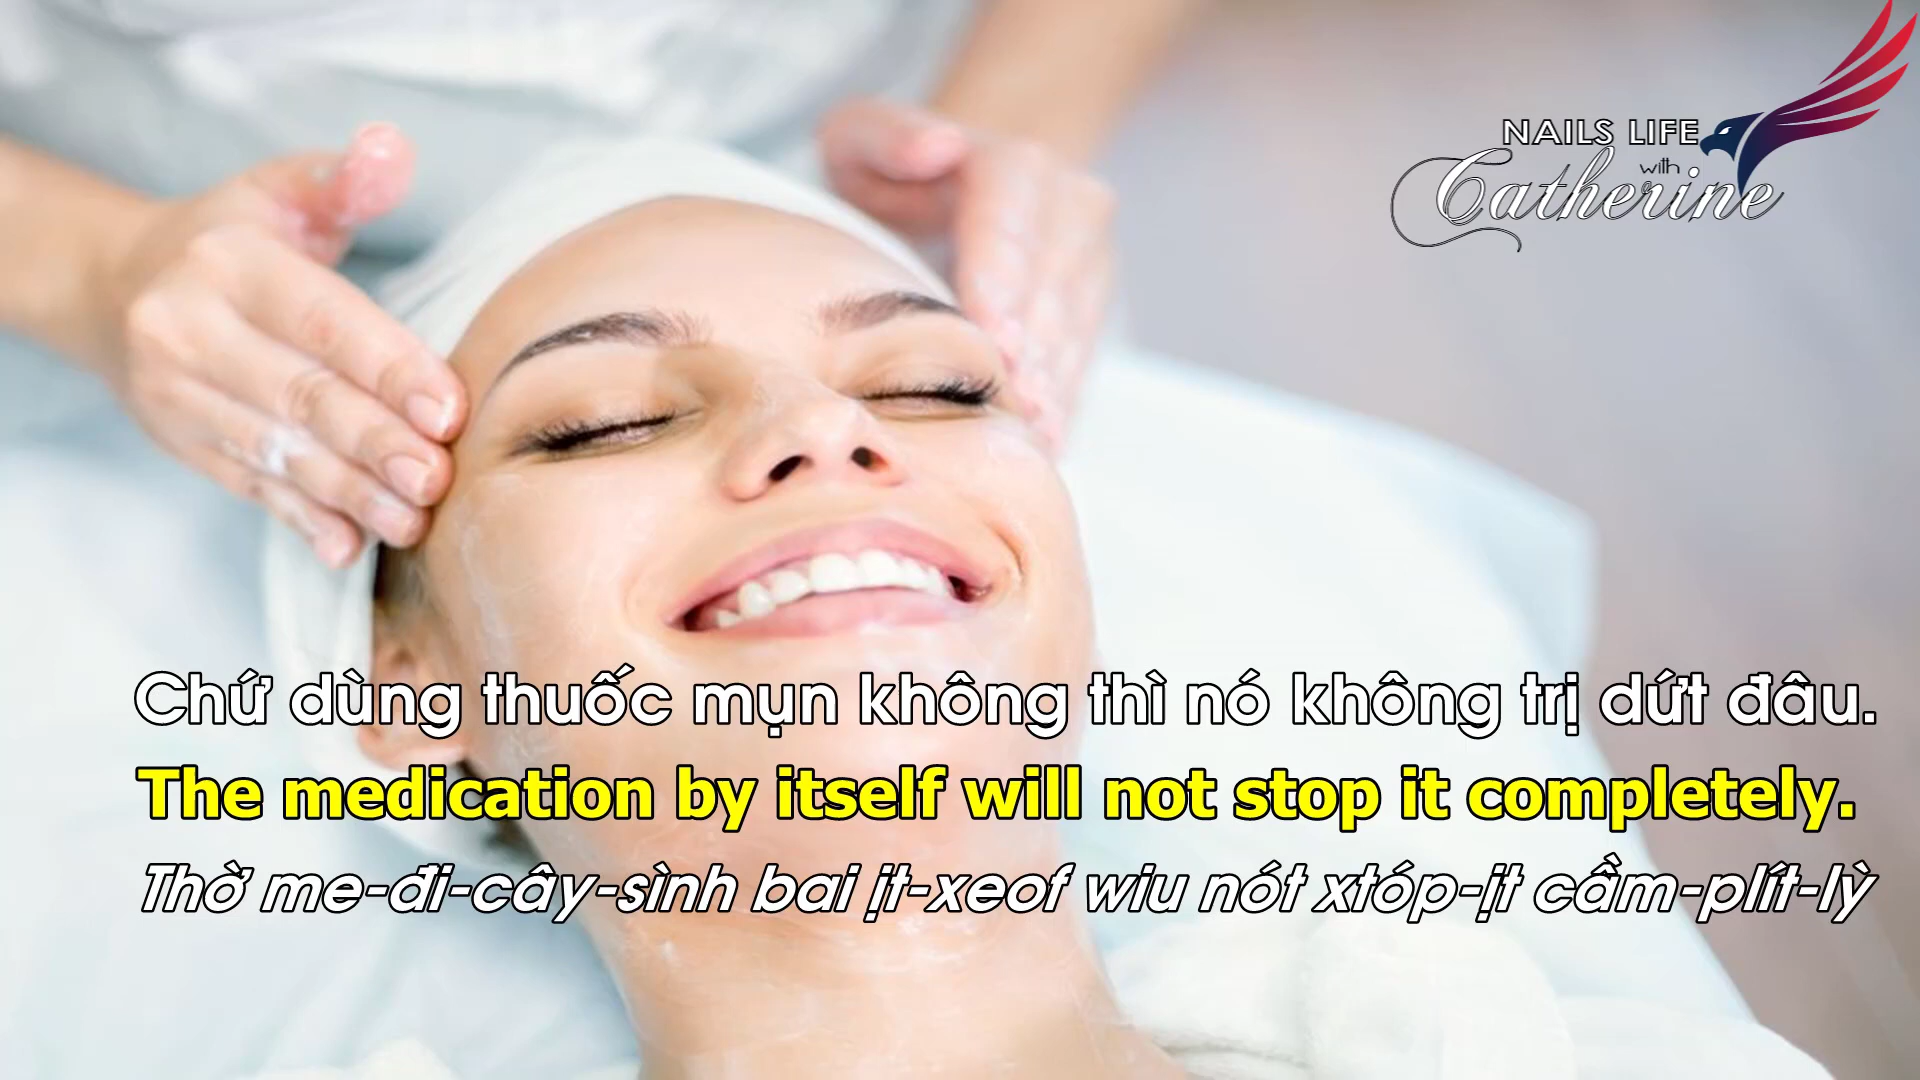 NAILS LIFE
with
Catherine
Chứ dùng thuốc mụn không thì nó không trị dứt đâu.
The medication by itself will not stop it completely.
Thờ me-đi-cây-sình bai ịt-xeof wiu nót xtóp-ịt cầm-plít-lỳ